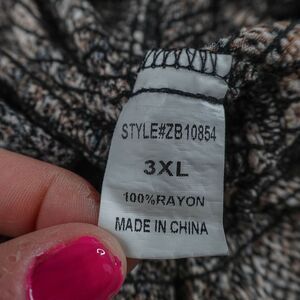 STYLE#ZB10854
3XL
100%RAYON
MADE IN CHINA